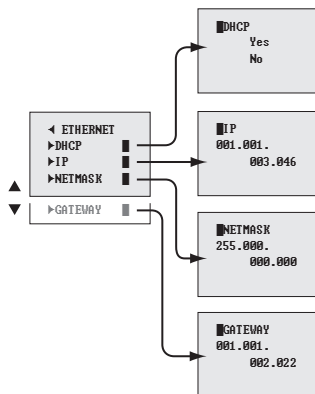 ◀ ETHERNET
▶DHCP
▶IP
▶NETMASK
▶GATEWAY
DHCP
Yes
No
IP
001.001.
003.046
NETMASK
255.000.
000.000
GATEWAY
001.001.
002.022